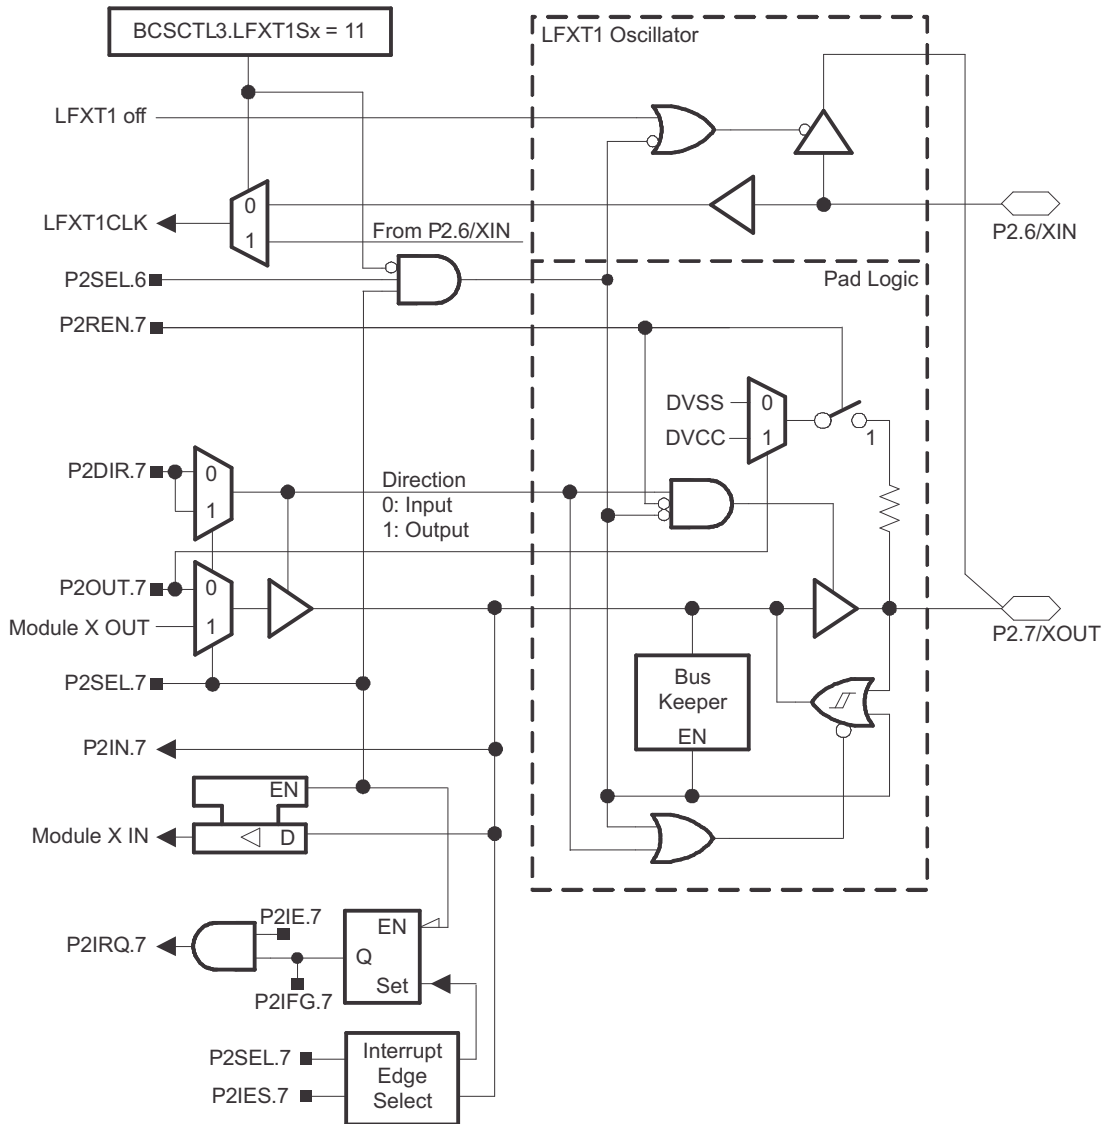 BCSCTL3.LFXT1Sx = 11
LFXT1 Oscillator
LFXT1 off
0
LFXT1CLK
1
From P2.6/XIN
P2.6/XIN
P2SEL.6
Pad Logic
P2REN.7
DVSS
0
DVCC
1
1
P2DIR.7
0
1
Direction
0: Input
1: Output
P2OUT.7
0
Module X OUT
1
P2.7/XOUT
P2SEL.7
Bus
Keeper
EN
P2IN.7
EN
Module X IN
D
P2IE.7
EN
P2IRQ.7
Q
Set
P2IFG.7
P2SEL.7
P2IES.7
Interrupt
Edge
Select